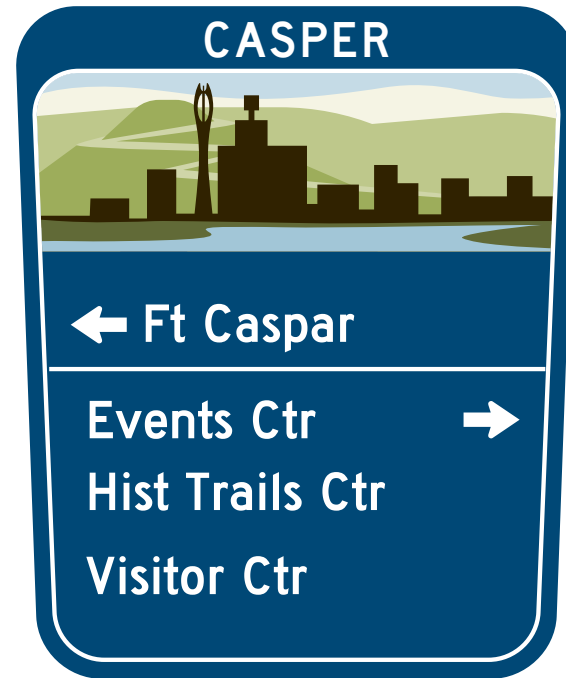 CASPER
Ft Caspar
Events Ctr
Hist Trails Ctr
Visitor Ctr